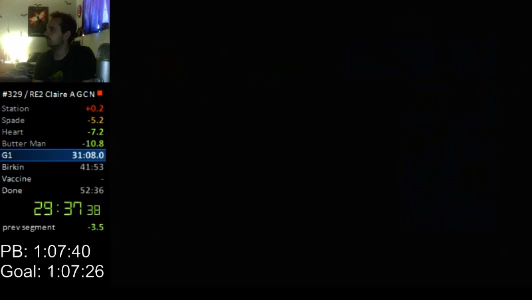 #329 / RE2 Claire A GCN
Station +0.2
Spade -5.2
Heart -7.2
Butter Man -10.8
G1 31:08.0
Birkin 41:53
Vaccine -
Done 52:36
29:37 38
prev segment -3.5
PB: 1:07:40
Goal: 1:07:26